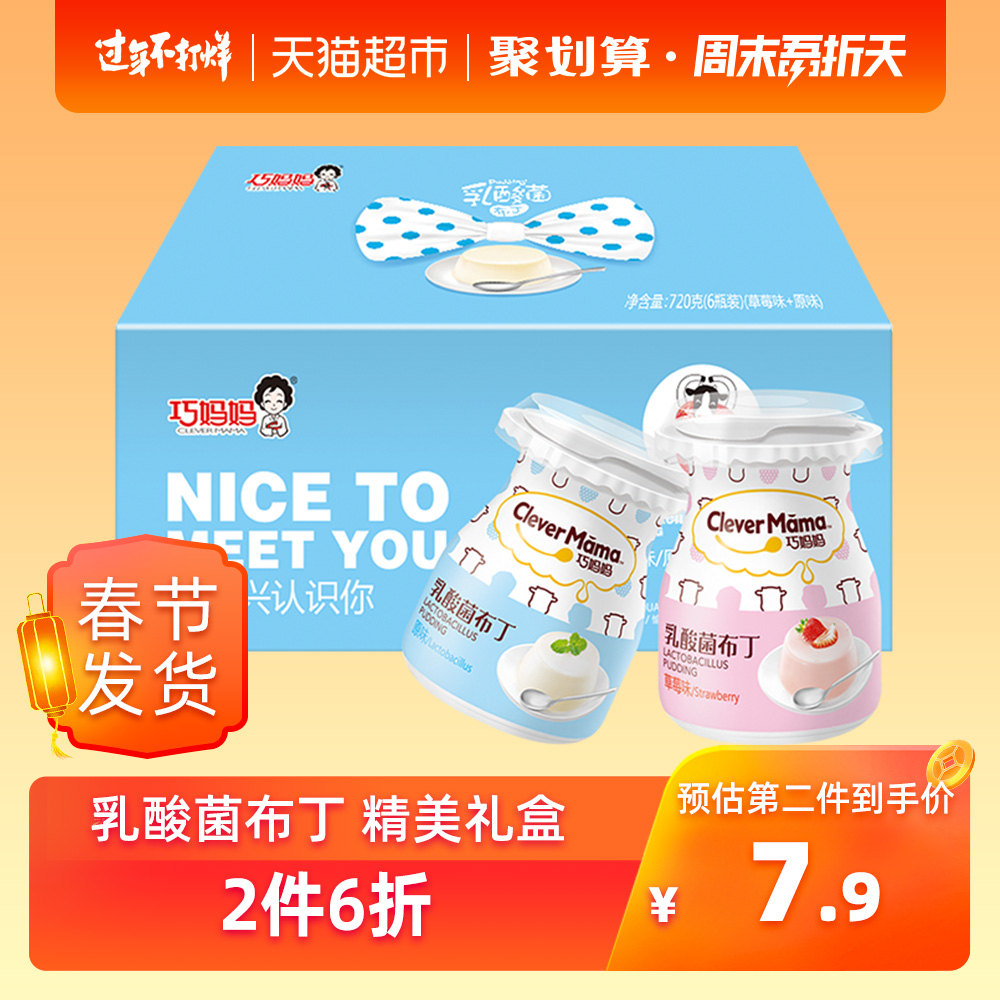 过年不打烊 天猫超市 聚划算·周末吾折天
巧妈妈
Pudding
乳酸菌
布丁
净含量:720克(6瓶装)(草莓味+原味)
巧妈妈
CLEVER MAMA
NICE TO
MEET YOU
兴认识你
Clever Māma
巧妈妈
乳酸菌布丁
LACTOBACILLUS
PUDDING
原味/Lactobacillus
Clever Māma
巧妈妈
乳酸菌布丁
LACTOBACILLUS
PUDDING
草莓味/Strawberry
春节
发货
乳酸菌布丁 精美礼盒
2件6折
预估第二件到手价
¥7.9